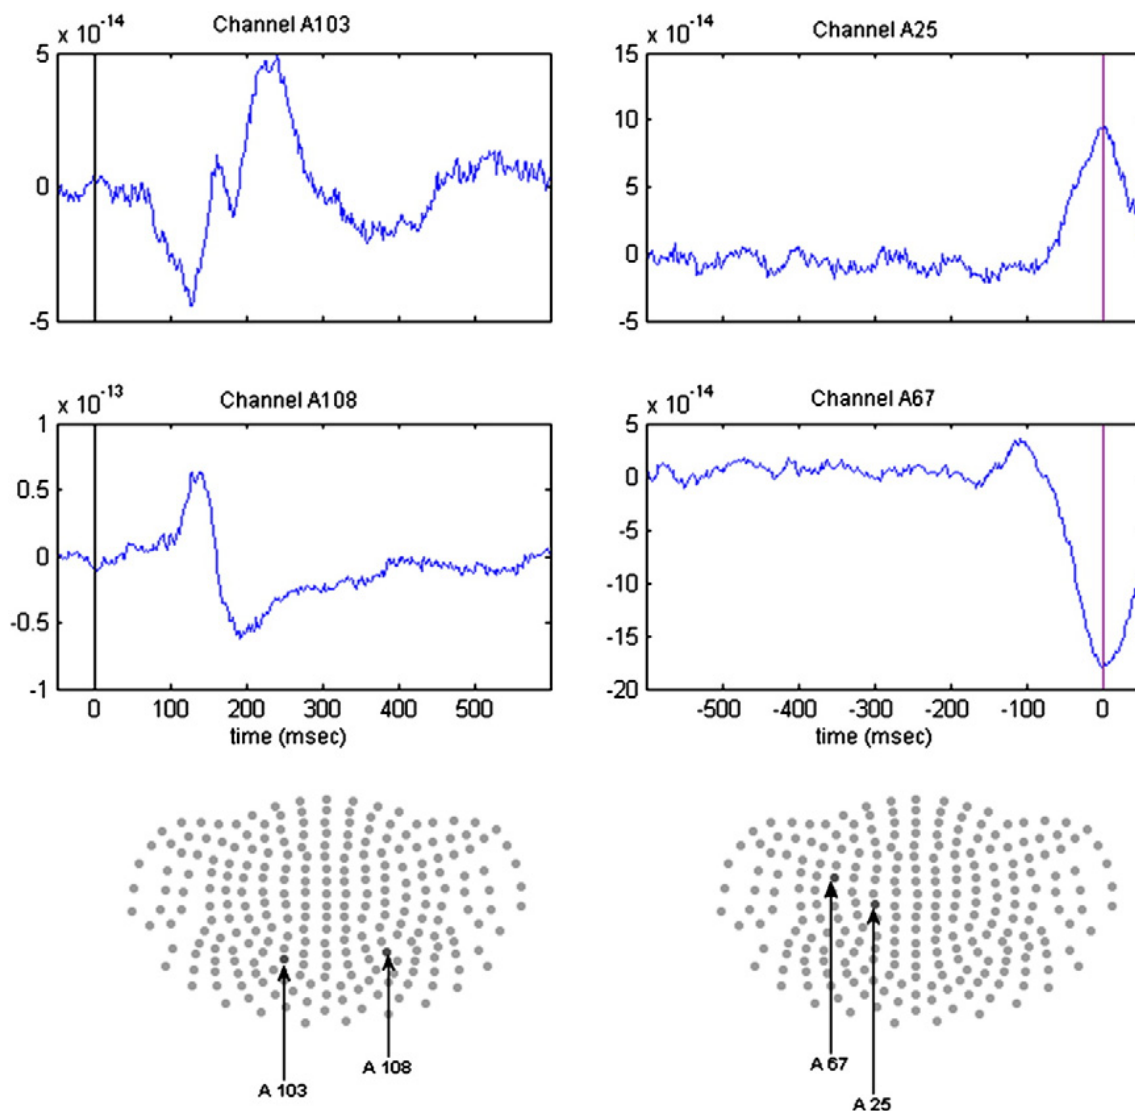 x 10-14
Channel A103
5
0
-5
x 10-14
Channel A25
15
10
5
0
-5
x 10-13
Channel A108
1
0.5
0
-0.5
-1
0 100 200 300 400 500
time (msec)
x 10-14
Channel A67
5
0
-5
-10
-15
-20
-500 -400 -300 -200 -100 0
time (msec)
A 103
A 108
A 67
A 25